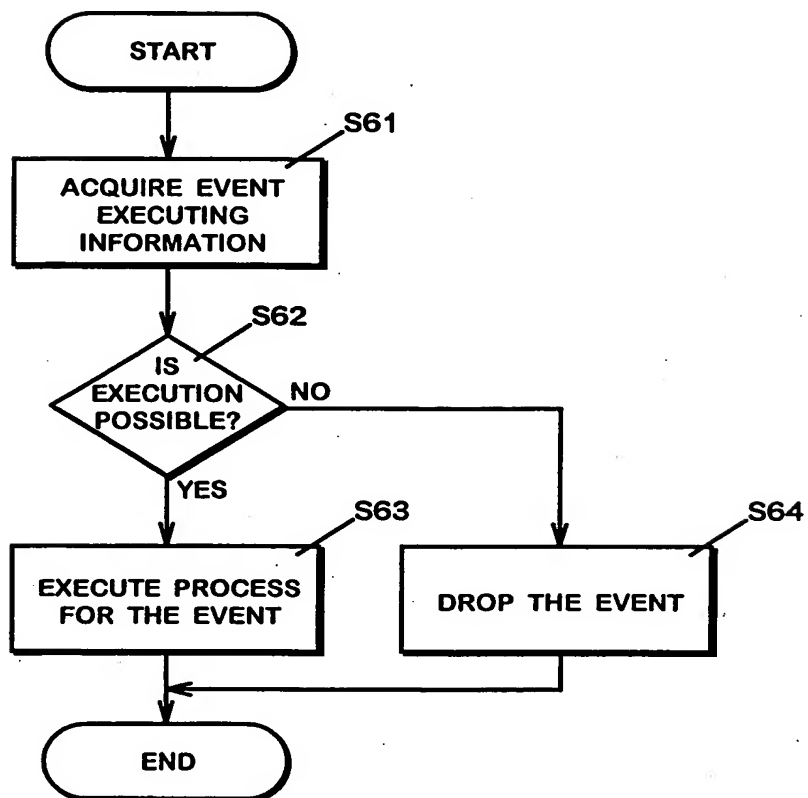 START
S61
ACQUIRE EVENT
EXECUTING
INFORMATION
S62
IS
EXECUTION
POSSIBLE?
NO
YES
S63
EXECUTE PROCESS
FOR THE EVENT
S64
DROP THE EVENT
END